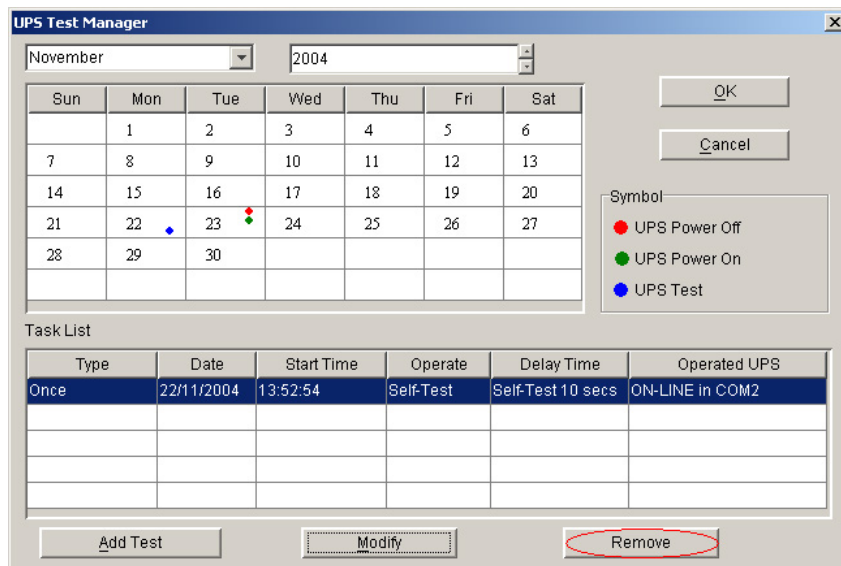 UPS Test Manager
November 2004
Sun Mon Tue Wed Thu Fri Sat
1 2 3 4 5 6
7 8 9 10 11 12 13
14 15 16 17 18 19 20
21 22 23 24 25 26 27
28 29 30
OK
Cancel
Symbol
UPS Power Off
UPS Power On
UPS Test
Task List
Type Date Start Time Operate Delay Time Operated UPS
Once 22/11/2004 13:52:54 Self-Test Self-Test 10 secs ON-LINE in COM2
Add Test Modify Remove